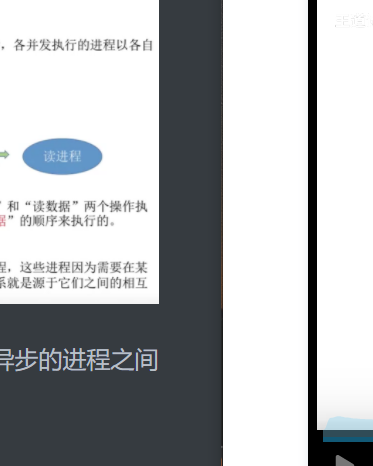 ，各并发执行的进程以各自
读进程
”和“读数据”两个操作执
据”的顺序来执行的。
程，这些进程因为需要在某
系就是源于它们之间的相互
异步的进程之间